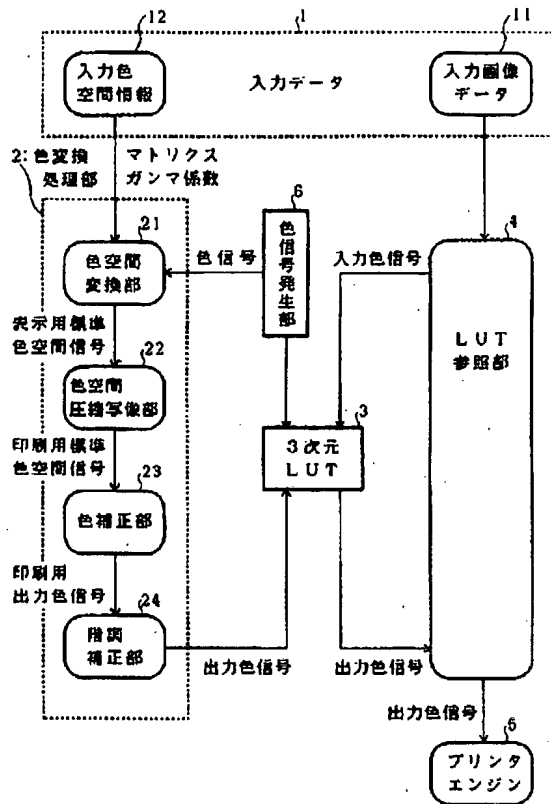 1
12
11
入力色
空間情報
入力データ
入力画像
データ
2:色変換
処理部
マトリクス
ガンマ係数
6
色信号発生部
21
色空間
変換部
色信号
入力色信号
4
LUT
参照部
表示用標準
色空間信号
22
色空間
圧縮写像部
3
3次元
LUT
印刷用標準
色空間信号
23
色補正部
印刷用
出力色信号
24
階調
補正部
出力色信号
出力色信号
出力色信号
5
プリンタ
エンジン